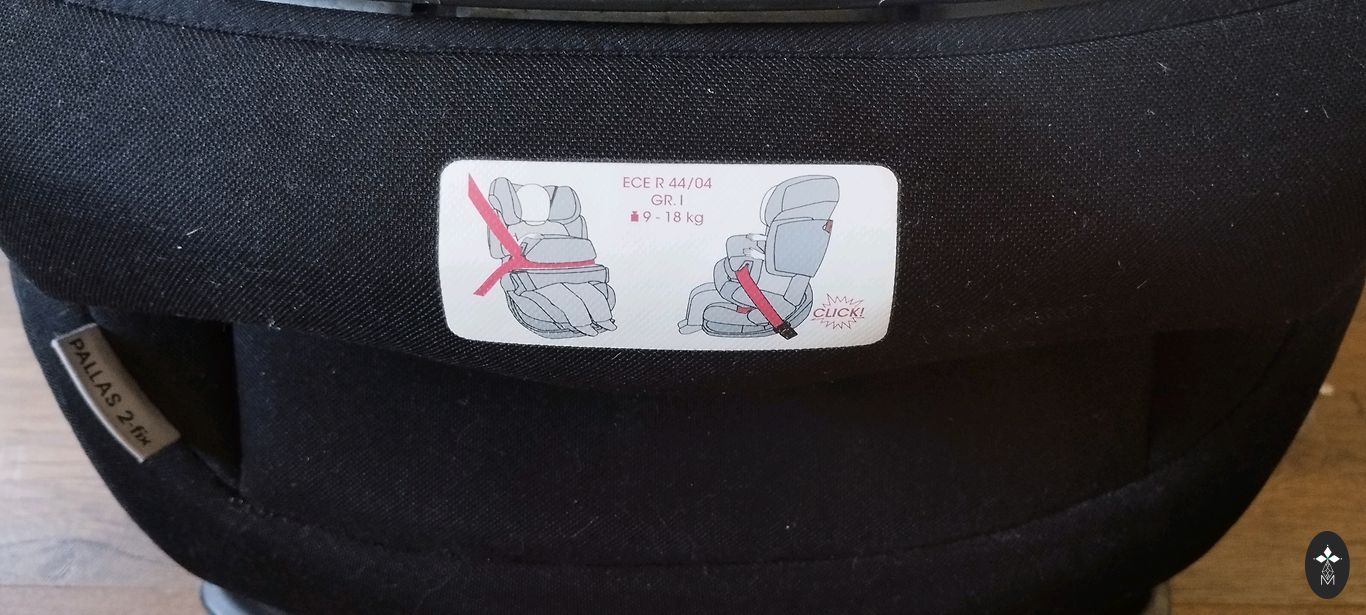 ECE R 44/04
GR. I
9 - 18 kg
CLICK!
PALLAS 2-fix
M